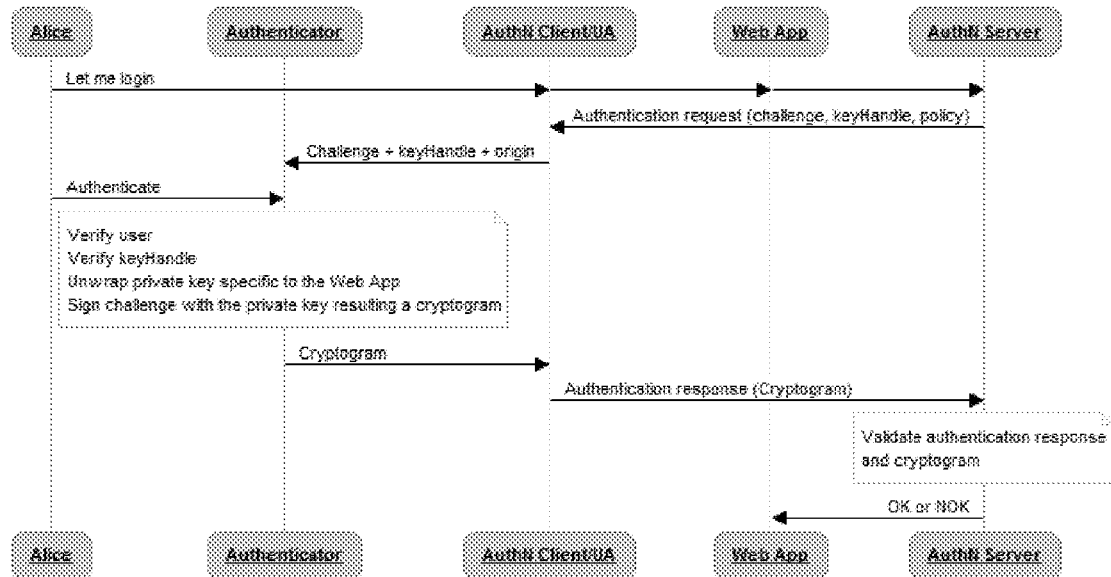 Alice
Authenticator
AuthN Client/UA
Web App
AuthN Server
Let me login
Authentication request (challenge, keyHandle, policy)
Challenge + keyHandle + origin
Authenticate
Verify user
Verify keyHandle
Unwrap private key specific to the Web App
Sign challenge with the private key resulting a cryptogram
Cryptogram
Authentication response (Cryptogram)
Validate authentication response
and cryptogram
OK or NOK
Alice
Authenticator
AuthN Client/UA
Web App
AuthN Server